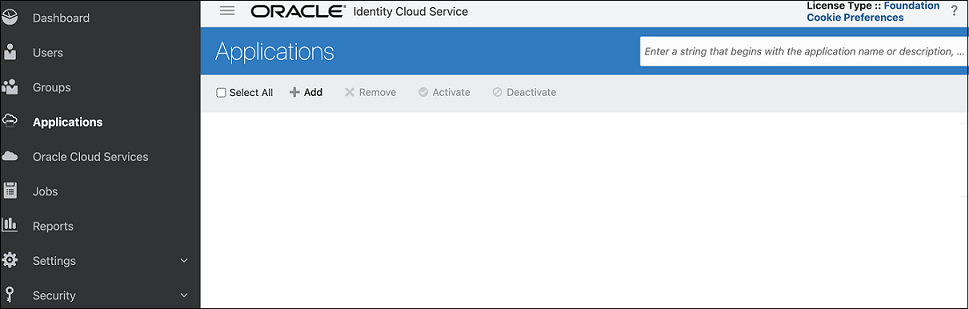 Dashboard
Users
Groups
Applications
Oracle Cloud Services
Jobs
Reports
Settings
Security
ORACLE® Identity Cloud Service
License Type :: Foundation
Cookie Preferences
?
Applications
Enter a string that begins with the application name or description, ...
Select All
Add
Remove
Activate
Deactivate